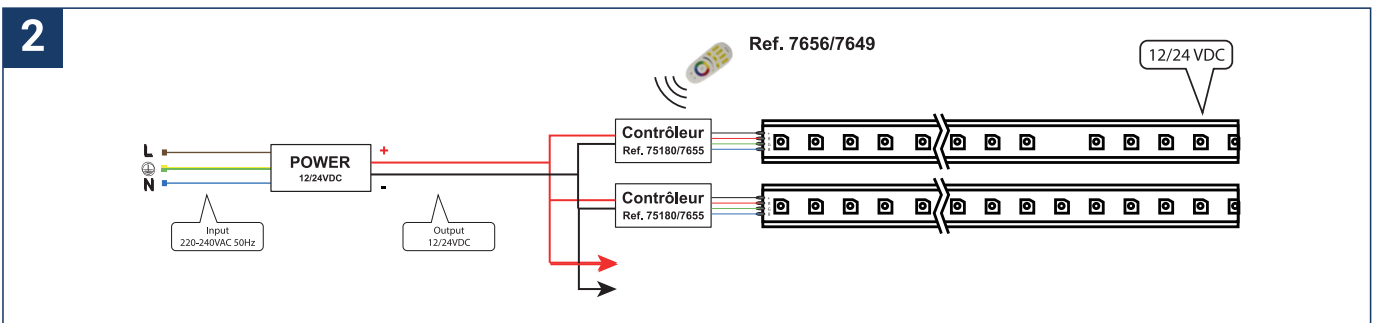 2
Ref. 7656/7649
12/24 VDC
L
N
POWER
12/24VDC
+
-
Input
220-240VAC 50Hz
Output
12/24VDC
Contrôleur
Ref. 75180/7655
Contrôleur
Ref. 75180/7655